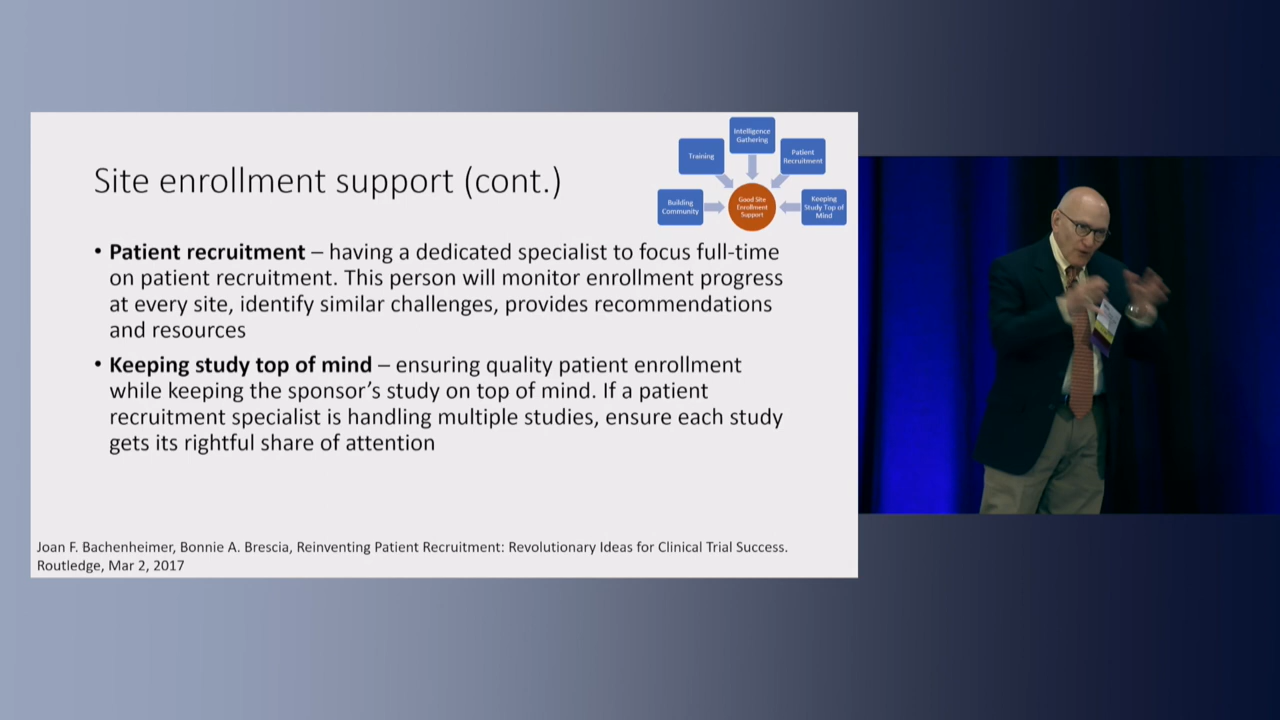 Site enrollment support (cont.)
Intelligence
Gathering
Training
Patient
Recruitment
Building
Community
Good Site
Enrollment
Support
Keeping
Study Top of
Mind
• Patient recruitment – having a dedicated specialist to focus full-time
on patient recruitment. This person will monitor enrollment progress
at every site, identify similar challenges, provides recommendations
and resources
• Keeping study top of mind – ensuring quality patient enrollment
while keeping the sponsor’s study on top of mind. If a patient
recruitment specialist is handling multiple studies, ensure each study
gets its rightful share of attention
Joan F. Bachenheimer, Bonnie A. Brescia, Reinventing Patient Recruitment: Revolutionary Ideas for Clinical Trial Success.
Routledge, Mar 2, 2017